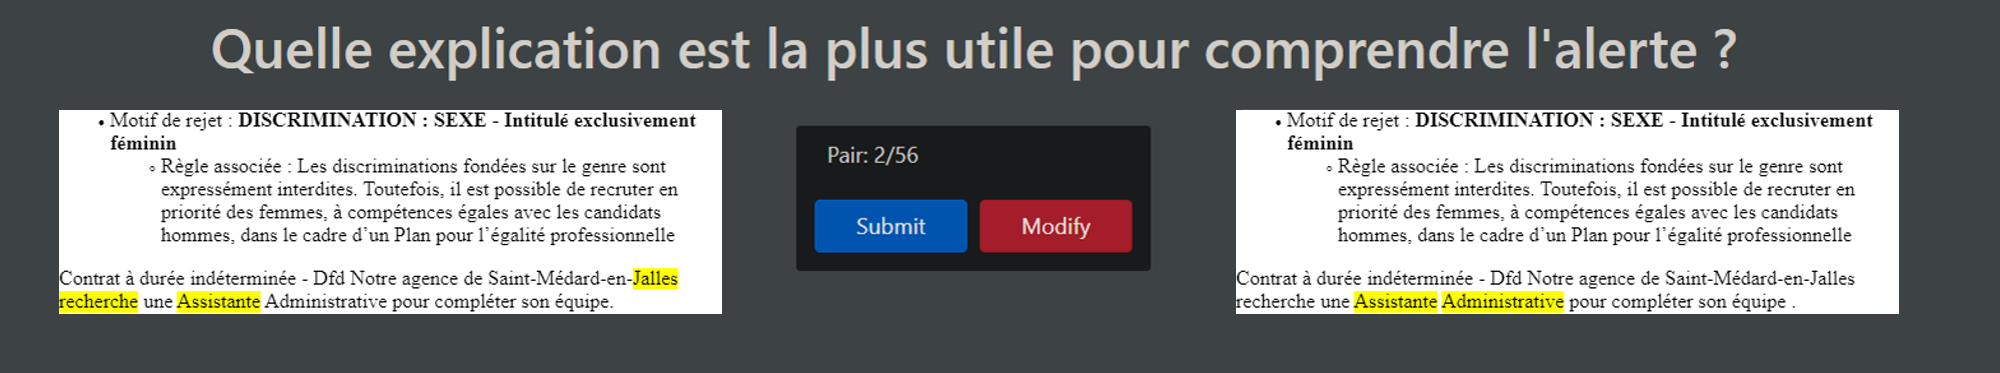 Quelle explication est la plus utile pour comprendre l'alerte ?
• Motif de rejet : DISCRIMINATION : SEXE - Intitulé exclusivement
féminin
◦ Règle associée : Les discriminations fondées sur le genre sont
expressément interdites. Toutefois, il est possible de recruter en
priorité des femmes, à compétences égales avec les candidats
hommes, dans le cadre d’un Plan pour l’égalité professionnelle
Contrat à durée indéterminée - Dfd Notre agence de Saint-Médard-en-Jalles
recherche une Assistante Administrative pour compléter son équipe.
Pair: 2/56
Submit Modify
• Motif de rejet : DISCRIMINATION : SEXE - Intitulé exclusivement
féminin
◦ Règle associée : Les discriminations fondées sur le genre sont
expressément interdites. Toutefois, il est possible de recruter en
priorité des femmes, à compétences égales avec les candidats
hommes, dans le cadre d’un Plan pour l’égalité professionnelle
Contrat à durée indéterminée - Dfd Notre agence de Saint-Médard-en-Jalles
recherche une Assistante Administrative pour compléter son équipe .